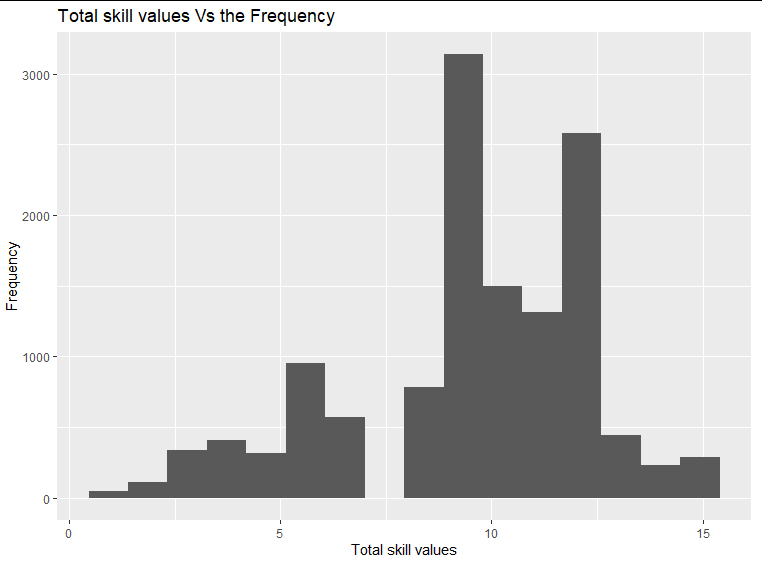 Total skill values Vs the Frequency
3000
2000
1000
0
Frequency
0 5 10 15
Total skill values